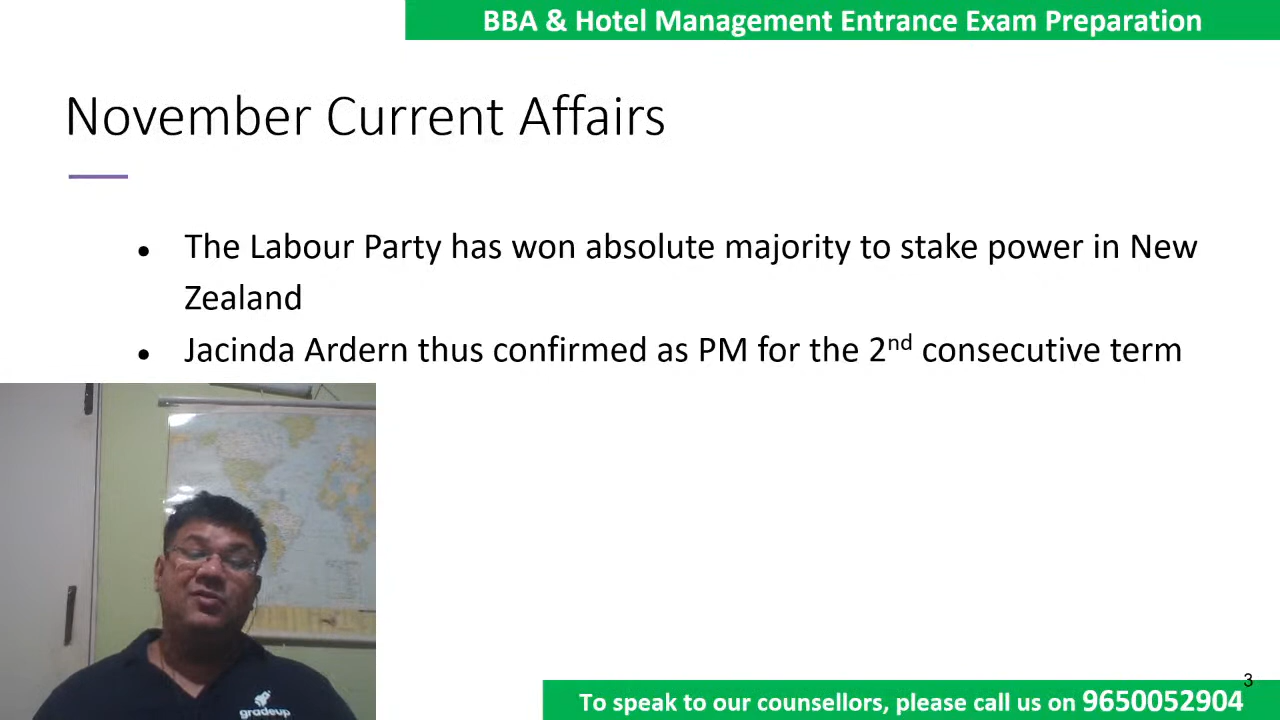 BBA & Hotel Management Entrance Exam Preparation
November Current Affairs
● The Labour Party has won absolute majority to stake power in New
Zealand
● Jacinda Ardern thus confirmed as PM for the 2nd consecutive term
gradeup
3
To speak to our counsellors, please call us on 9650052904